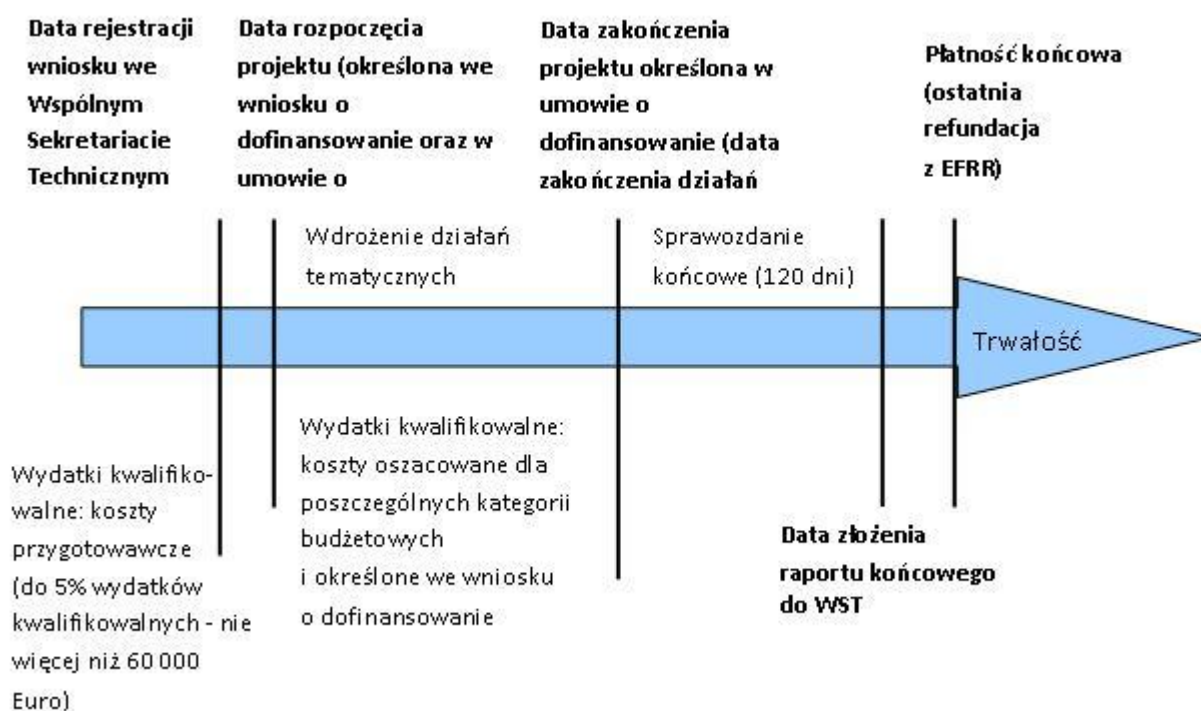 Data rejestracji
wniosku we
Wspólnym
Sekretariacie
Technicznym
Data rozpoczęcia
projektu (określona we
wniosku o
dofinansowanie oraz w
umowie o
Data zakończenia
projektu określona w
umowie o
dofinansowanie (data
zakończenia działań
Płatność końcowa
(ostatnia
refundacja
z EFRR)
Wdrożenie działań
tematycznych
Sprawozdanie
końcowe (120 dni)
Trwałość
Wydatki kwalifiko-
walne: koszty
przygotowawcze
(do 5% wydatków
kwalifikowalnych - nie
więcej niż 60 000
Euro)
Wydatki kwalifikowalne:
koszty oszacowane dla
poszczególnych kategorii
budżetowych
i określone we wniosku
o dofinansowanie
Data złożenia
raportu końcowego
do WST